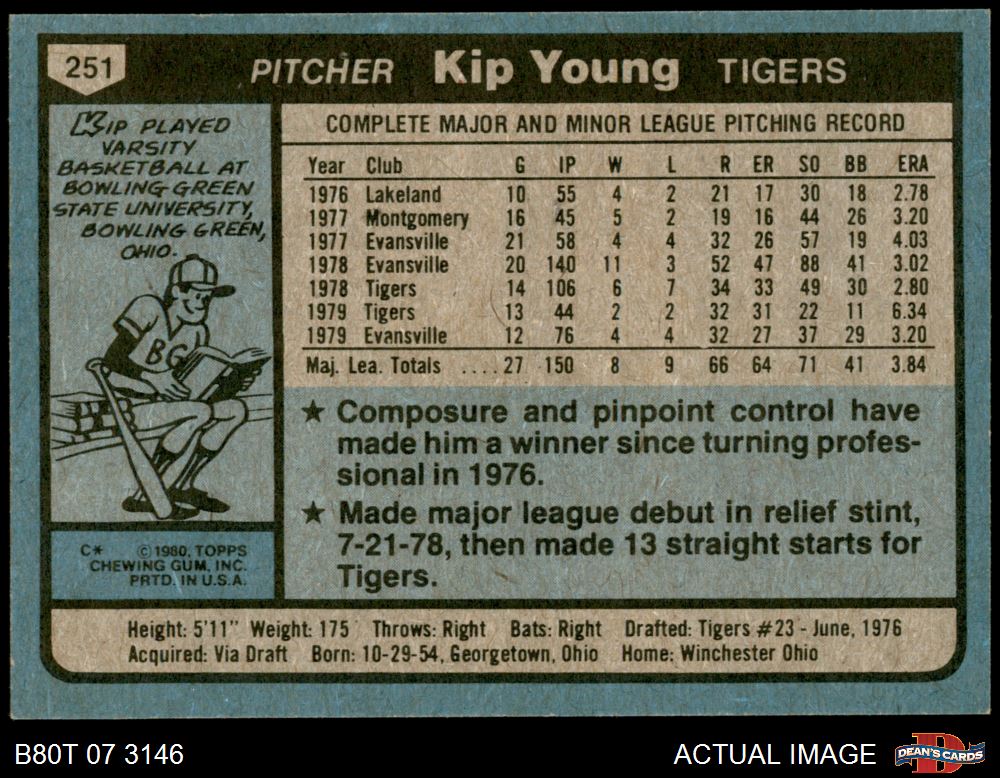 251 PITCHER Kip Young TIGERS
KIP PLAYED
VARSITY
BASKETBALL AT
BOWLING GREEN
STATE UNIVERSITY,
BOWLING GREEN,
OHIO.
BG
C* © 1980, TOPPS
CHEWING GUM, INC.
PRTD. IN U.S.A.
COMPLETE MAJOR AND MINOR LEAGUE PITCHING RECORD
Year Club G IP W L R ER SO BB ERA
1976 Lakeland 10 55 4 2 21 17 30 18 2.78
1977 Montgomery 16 45 5 2 19 16 44 26 3.20
1977 Evansville 21 58 4 4 32 26 57 19 4.03
1978 Evansville 20 140 11 3 52 47 88 41 3.02
1978 Tigers 14 106 6 7 34 33 49 30 2.80
1979 Tigers 13 44 2 2 32 31 22 11 6.34
1979 Evansville 12 76 4 4 32 27 37 29 3.20
Maj. Lea. Totals ....27 150 8 9 66 64 71 41 3.84
★ Composure and pinpoint control have
made him a winner since turning profes-
sional in 1976.
★ Made major league debut in relief stint,
7-21-78, then made 13 straight starts for
Tigers.
Height: 5'11" Weight: 175 Throws: Right Bats: Right Drafted: Tigers #23 - June, 1976
Acquired: Via Draft Born: 10-29-54, Georgetown, Ohio Home: Winchester Ohio
B80T 07 3146 ACTUAL IMAGE D DEAN'S CARDS